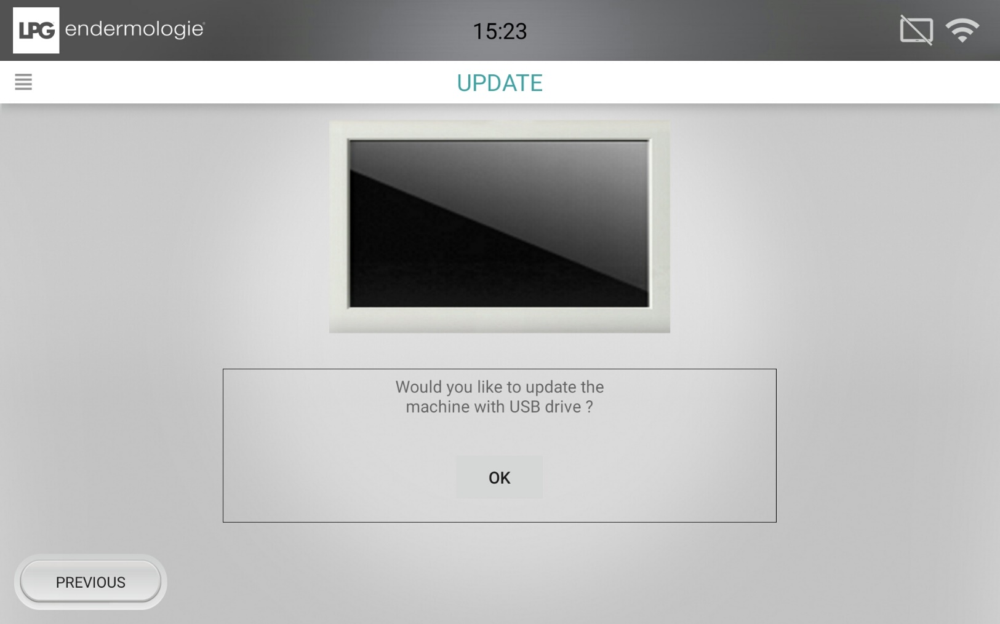 LPG endermologie®
15:23
UPDATE
Would you like to update the
machine with USB drive ?
OK
PREVIOUS